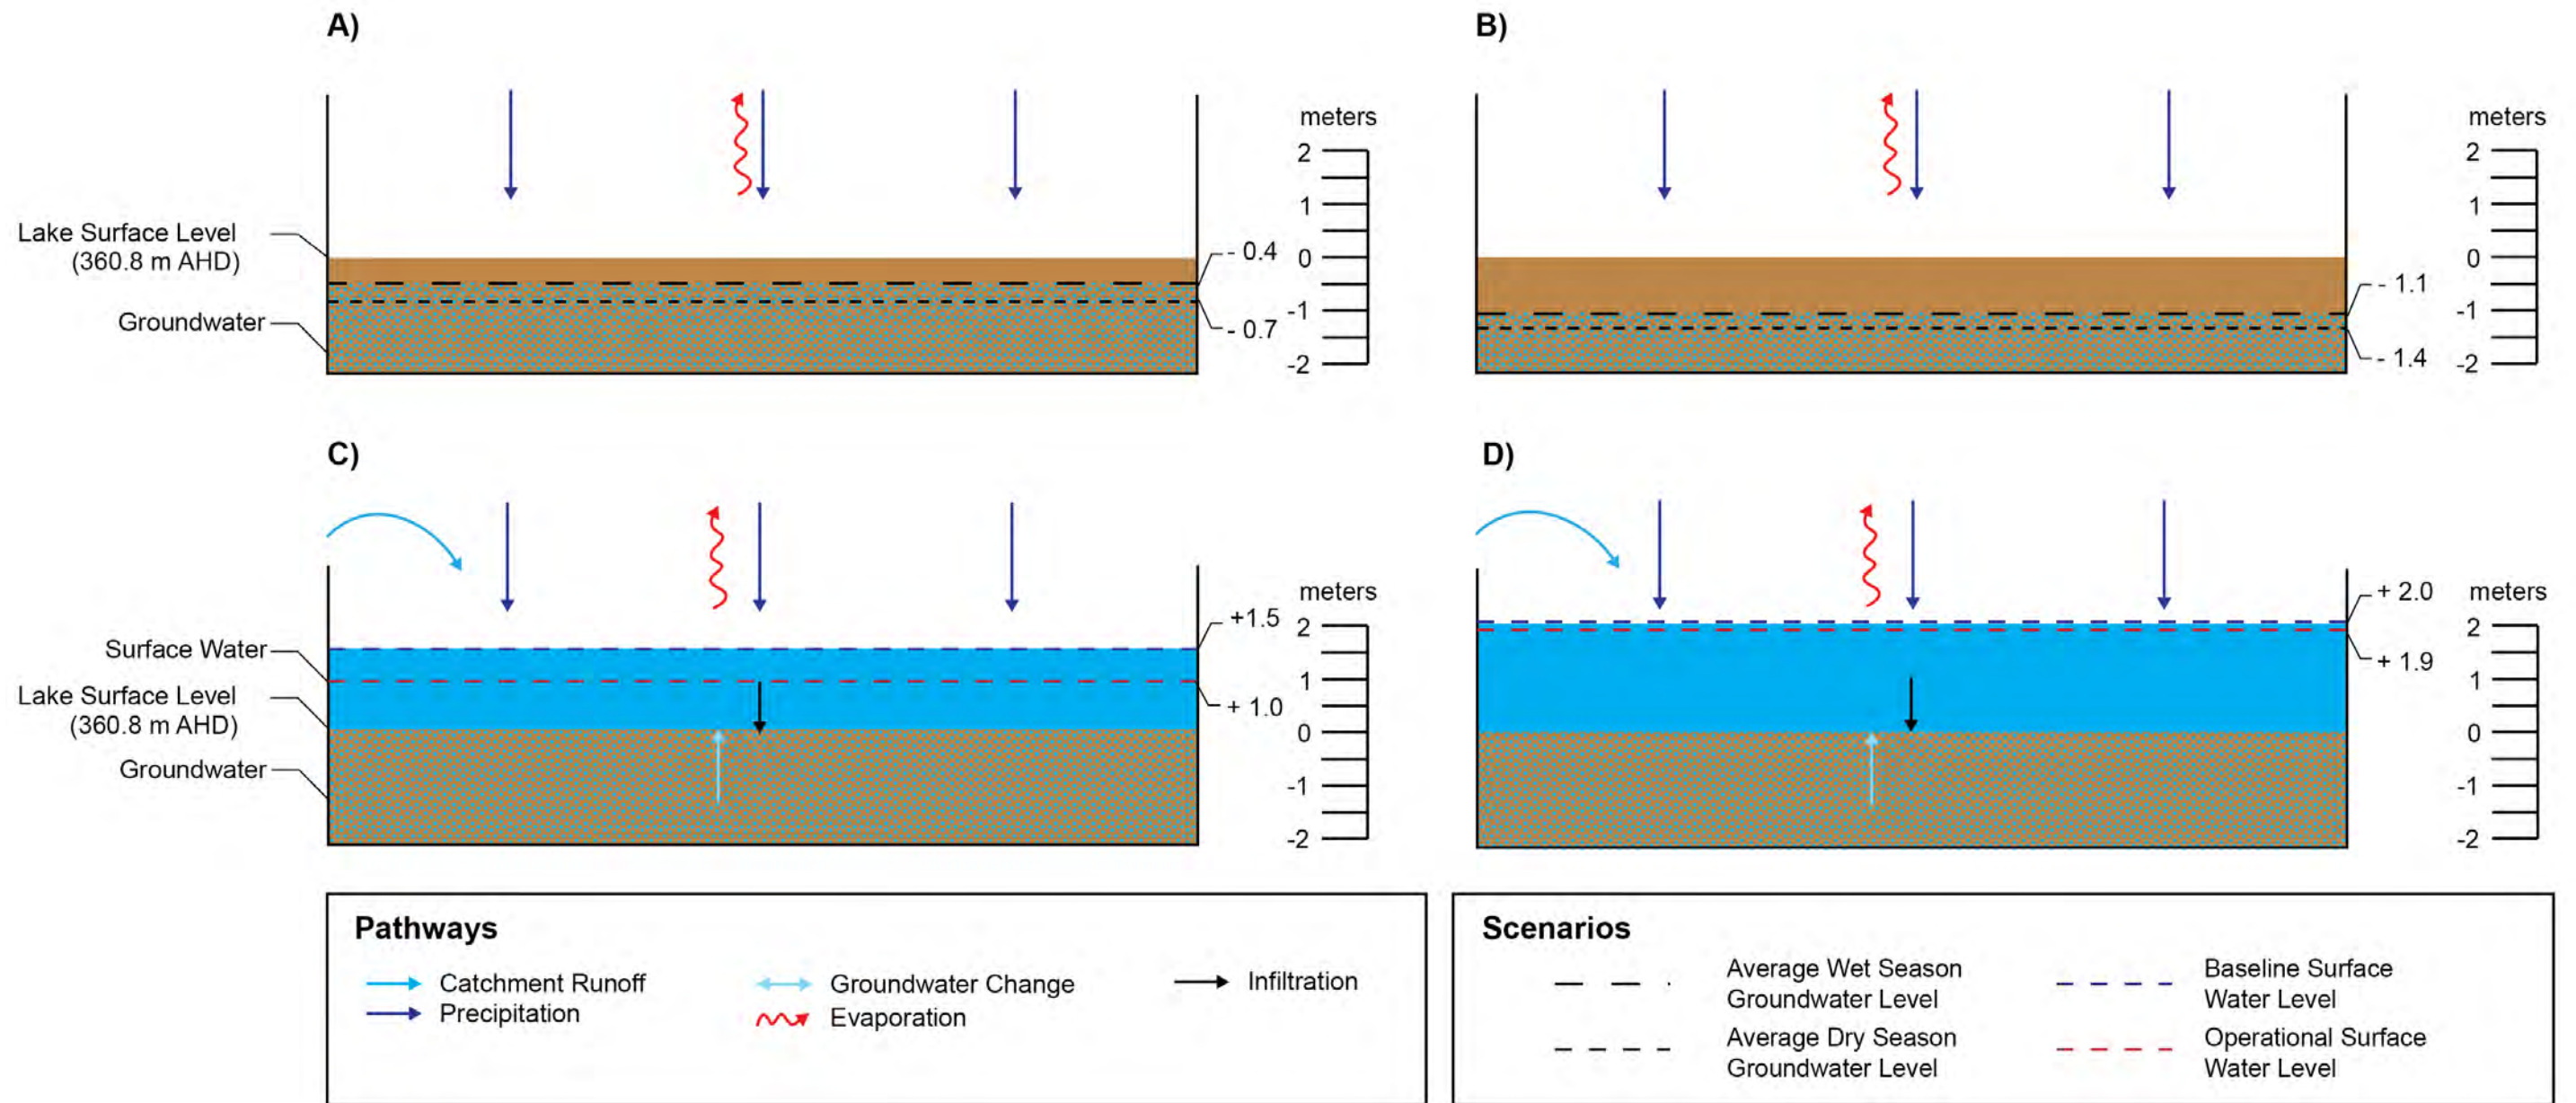 A)
meters
2
1
0
-1
-2
Lake Surface Level
(360.8 m AHD)
Groundwater
- 0.4
- 0.7
B)
meters
2
1
0
-1
-2
- 1.1
- 1.4
C)
meters
2
1
0
-1
-2
Surface Water
Lake Surface Level
(360.8 m AHD)
Groundwater
+1.5
+ 1.0
D)
meters
2
1
0
-1
-2
+ 2.0
+ 1.9
Pathways
Catchment Runoff
Precipitation
Groundwater Change
Evaporation
Infiltration
Scenarios
Average Wet Season
Groundwater Level
Average Dry Season
Groundwater Level
Baseline Surface
Water Level
Operational Surface
Water Level